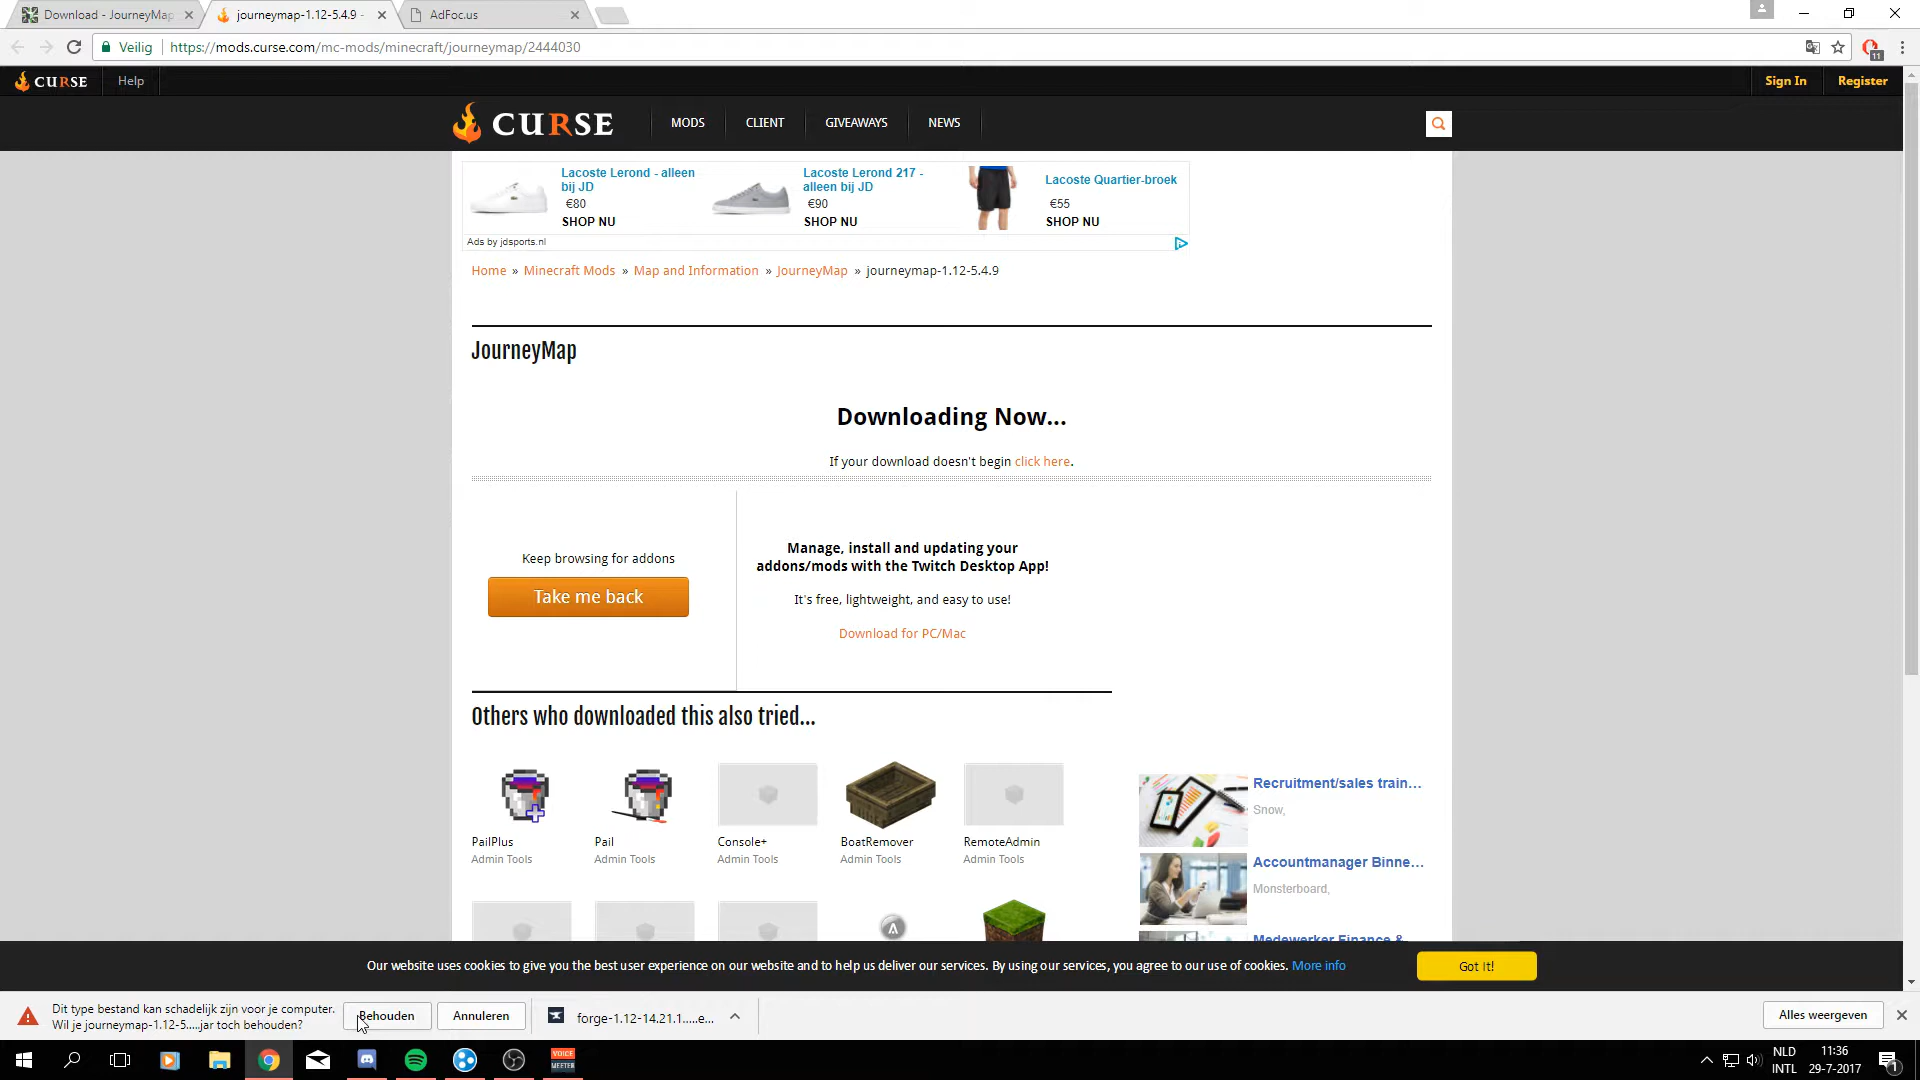 Download - JourneyMap
journeymap-1.12-5.4.9 -
AdFoc.us
Veilig
https://mods.curse.com/mc-mods/minecraft/journeymap/2444030
11
CURSE
Help
Sign In
Register
CURSE
MODS
CLIENT
GIVEAWAYS
NEWS
Lacoste Lerond - alleen
bij JD
€80
SHOP NU
Lacoste Lerond 217 -
alleen bij JD
€90
SHOP NU
Lacoste Quartier-broek
€55
SHOP NU
Ads by jdsports.nl
Home » Minecraft Mods » Map and Information » JourneyMap » journeymap-1.12-5.4.9
JourneyMap
Downloading Now...
If your download doesn't begin click here.
Keep browsing for addons
Take me back
Manage, install and updating your
addons/mods with the Twitch Desktop App!
It's free, lightweight, and easy to use!
Download for PC/Mac
Others who downloaded this also tried...
PailPlus
Admin Tools
Pail
Admin Tools
Console+
Admin Tools
BoatRemover
Admin Tools
RemoteAdmin
Admin Tools
Recruitment/sales train...
Snow,
Accountmanager Binne...
Monsterboard,
Medewerker Finance &
Our website uses cookies to give you the best user experience on our website and to help us deliver our services. By using our services, you agree to our use of cookies. More info
Got it!
Dit type bestand kan schadelijk zijn voor je computer.
Wil je journeymap-1.12-5.....jar toch behouden?
Behouden
Annuleren
forge-1.12-14.21.1.....e...
Alles weergeven
VOICE
MEETER
NLD
INTL
11:36
29-7-2017
1